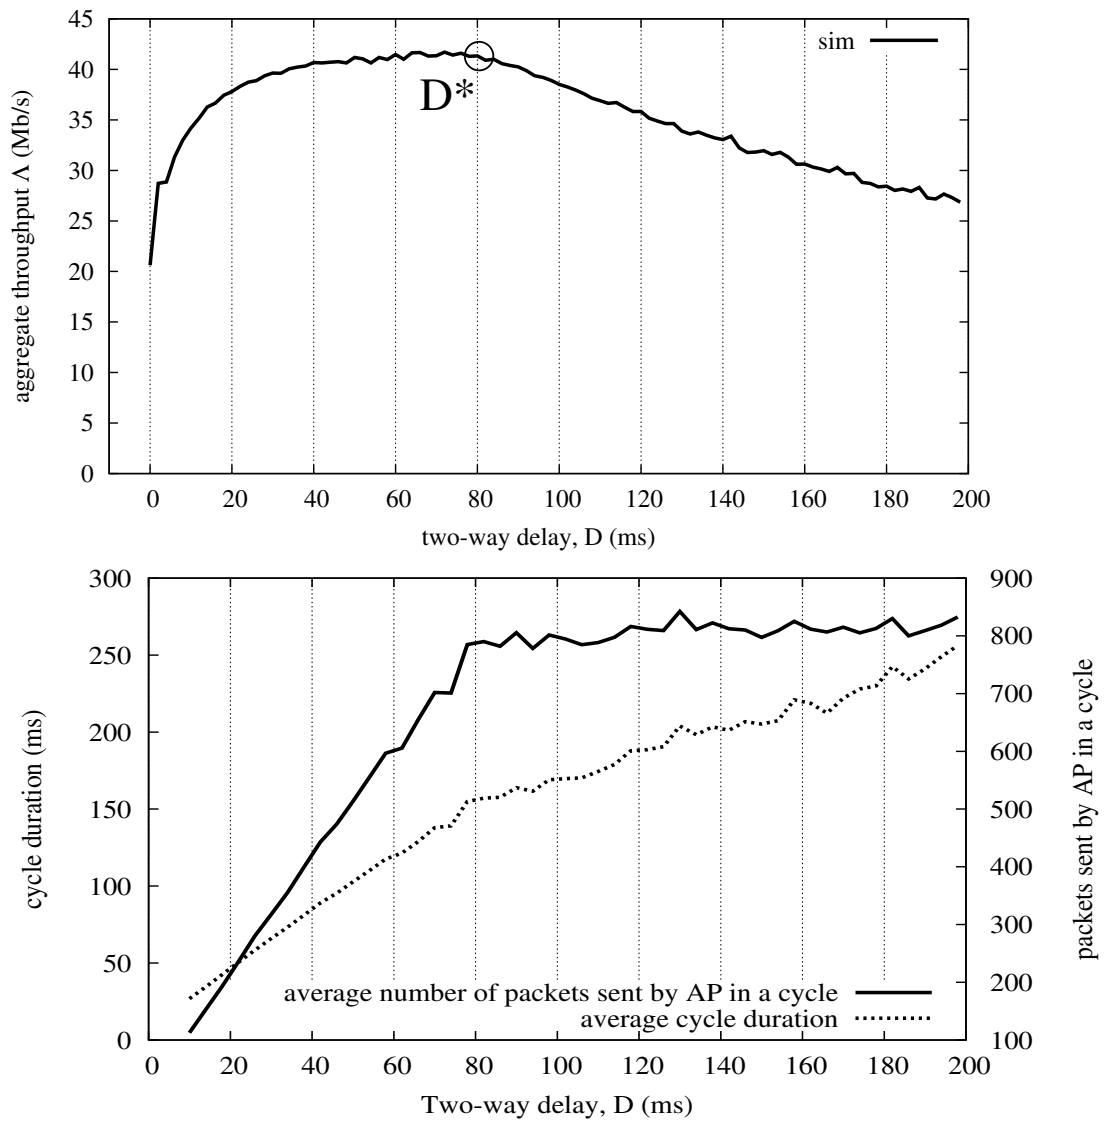 45
40
35
30
25
20
15
10
5
0
aggregate throughput Λ (Mb/s)
sim
D*
0 20 40 60 80 100 120 140 160 180 200
two-way delay, D (ms)
300
250
200
150
100
50
0
cycle duration (ms)
900
800
700
600
500
400
300
200
100
packets sent by AP in a cycle
average number of packets sent by AP in a cycle
average cycle duration
0 20 40 60 80 100 120 140 160 180 200
Two-way delay, D (ms)